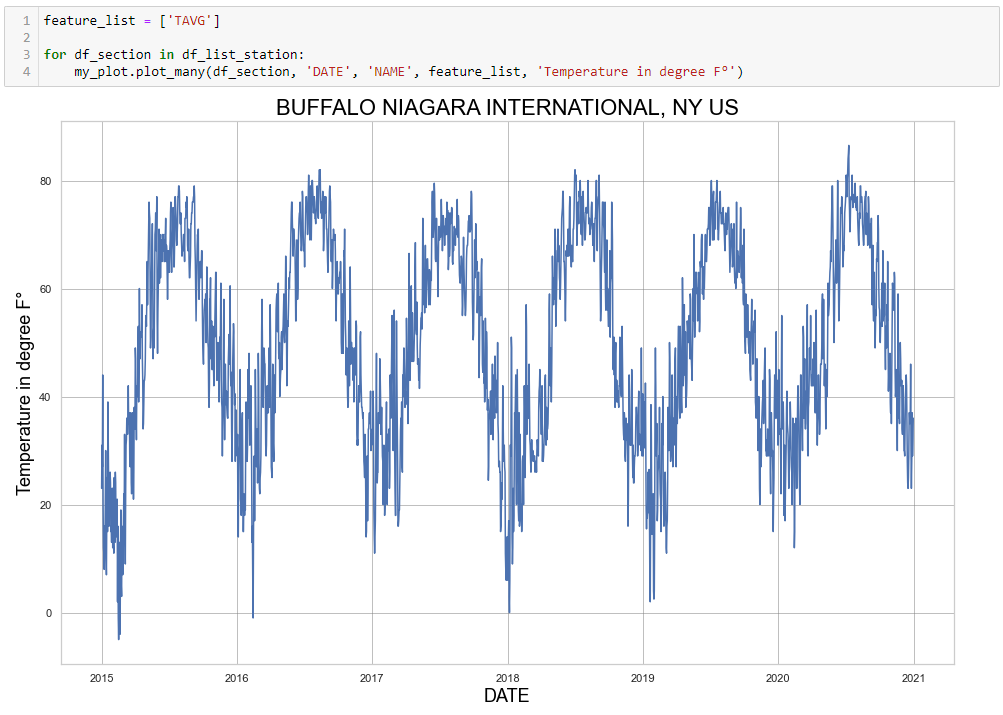 1 feature_list = ['TAVG']
2
3 for df_section in df_list_station:
4     my_plot.plot_many(df_section, 'DATE', 'NAME', feature_list, 'Temperature in degree F°')
BUFFALO NIAGARA INTERNATIONAL, NY US
80
60
40
20
0
Temperature in degree F°
2015 2016 2017 2018 2019 2020 2021
DATE